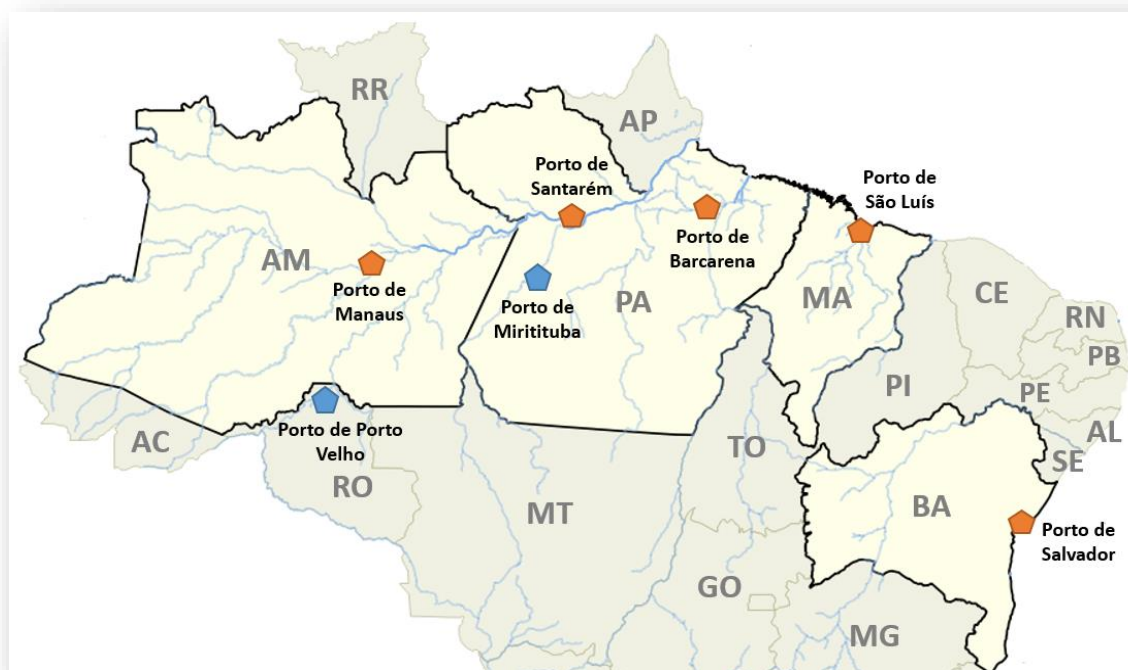 RR
AP
Porto de
Santarém
Porto de
São Luís
Porto de
Barcarena
AM
Porto de
Manaus
Porto de
Miritituba
PA
MA
CE
RN
PB
PE
PI
AL
SE
Porto de Porto
Velho
AC
RO
TO
MT
BA
Porto de
Salvador
GO
MG